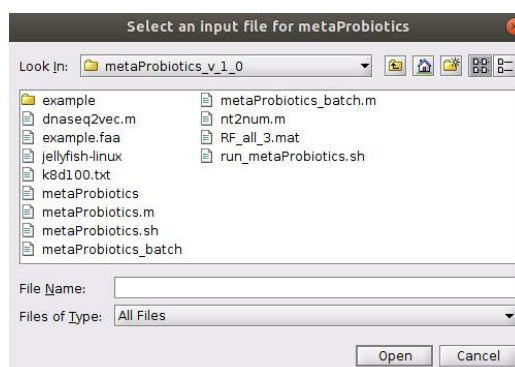 Select an input file for metaProbiotics
Look In: metaProbiotics_v_1_0
example
dnaseq2vec.m
example.faa
jellyfish-linux
k8d100.txt
metaProbiotics
metaProbiotics.m
metaProbiotics.sh
metaProbiotics_batch
metaProbiotics_batch.m
nt2num.m
RF_all_3.mat
run_metaProbiotics.sh
File Name:
Files of Type: All Files
Open Cancel